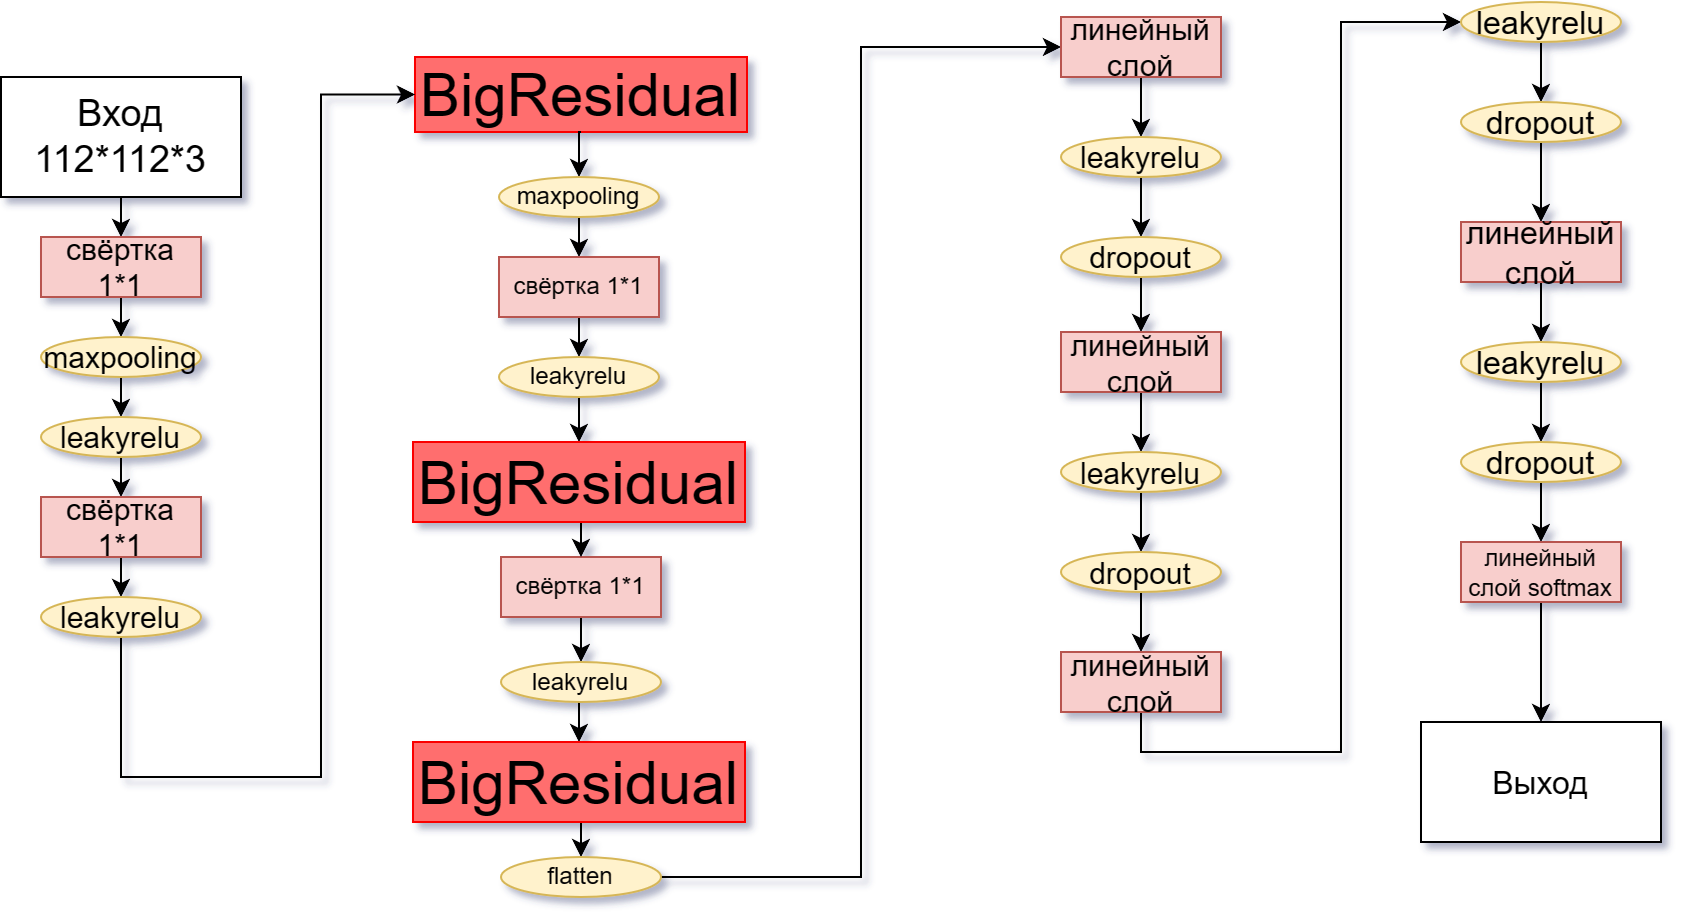 Вход
112*112*3
свёртка
1*1
maxpooling
leakyrelu
свёртка
1*1
leakyrelu
BigResidual
maxpooling
свёртка 1*1
leakyrelu
BigResidual
свёртка 1*1
leakyrelu
BigResidual
flatten
линейный
слой
leakyrelu
dropout
линейный
слой
leakyrelu
dropout
линейный
слой
leakyrelu
dropout
линейный
слой
leakyrelu
dropout
линейный
слой softmax
Выход